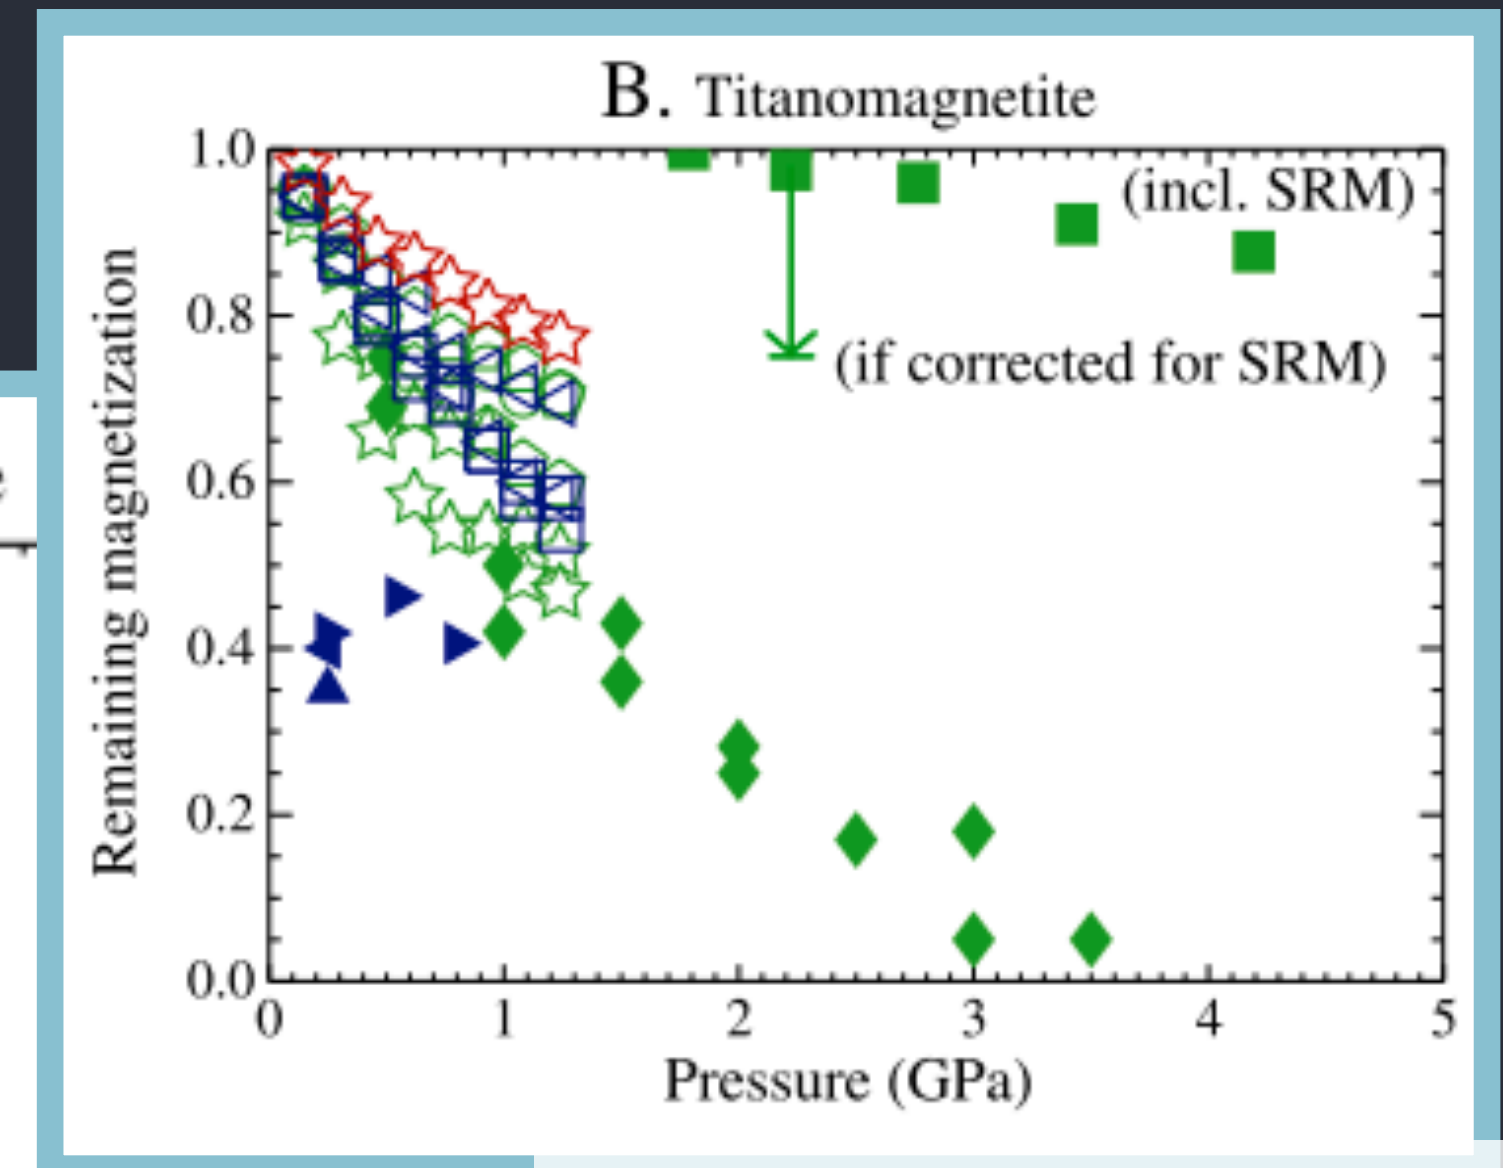 B. Titanomagnetite
1.0
(incl. SRM)
0.8
(if corrected for SRM)
0.6
0.4
0.2
0.0
Remaining magnetization
0 1 2 3 4 5
Pressure (GPa)